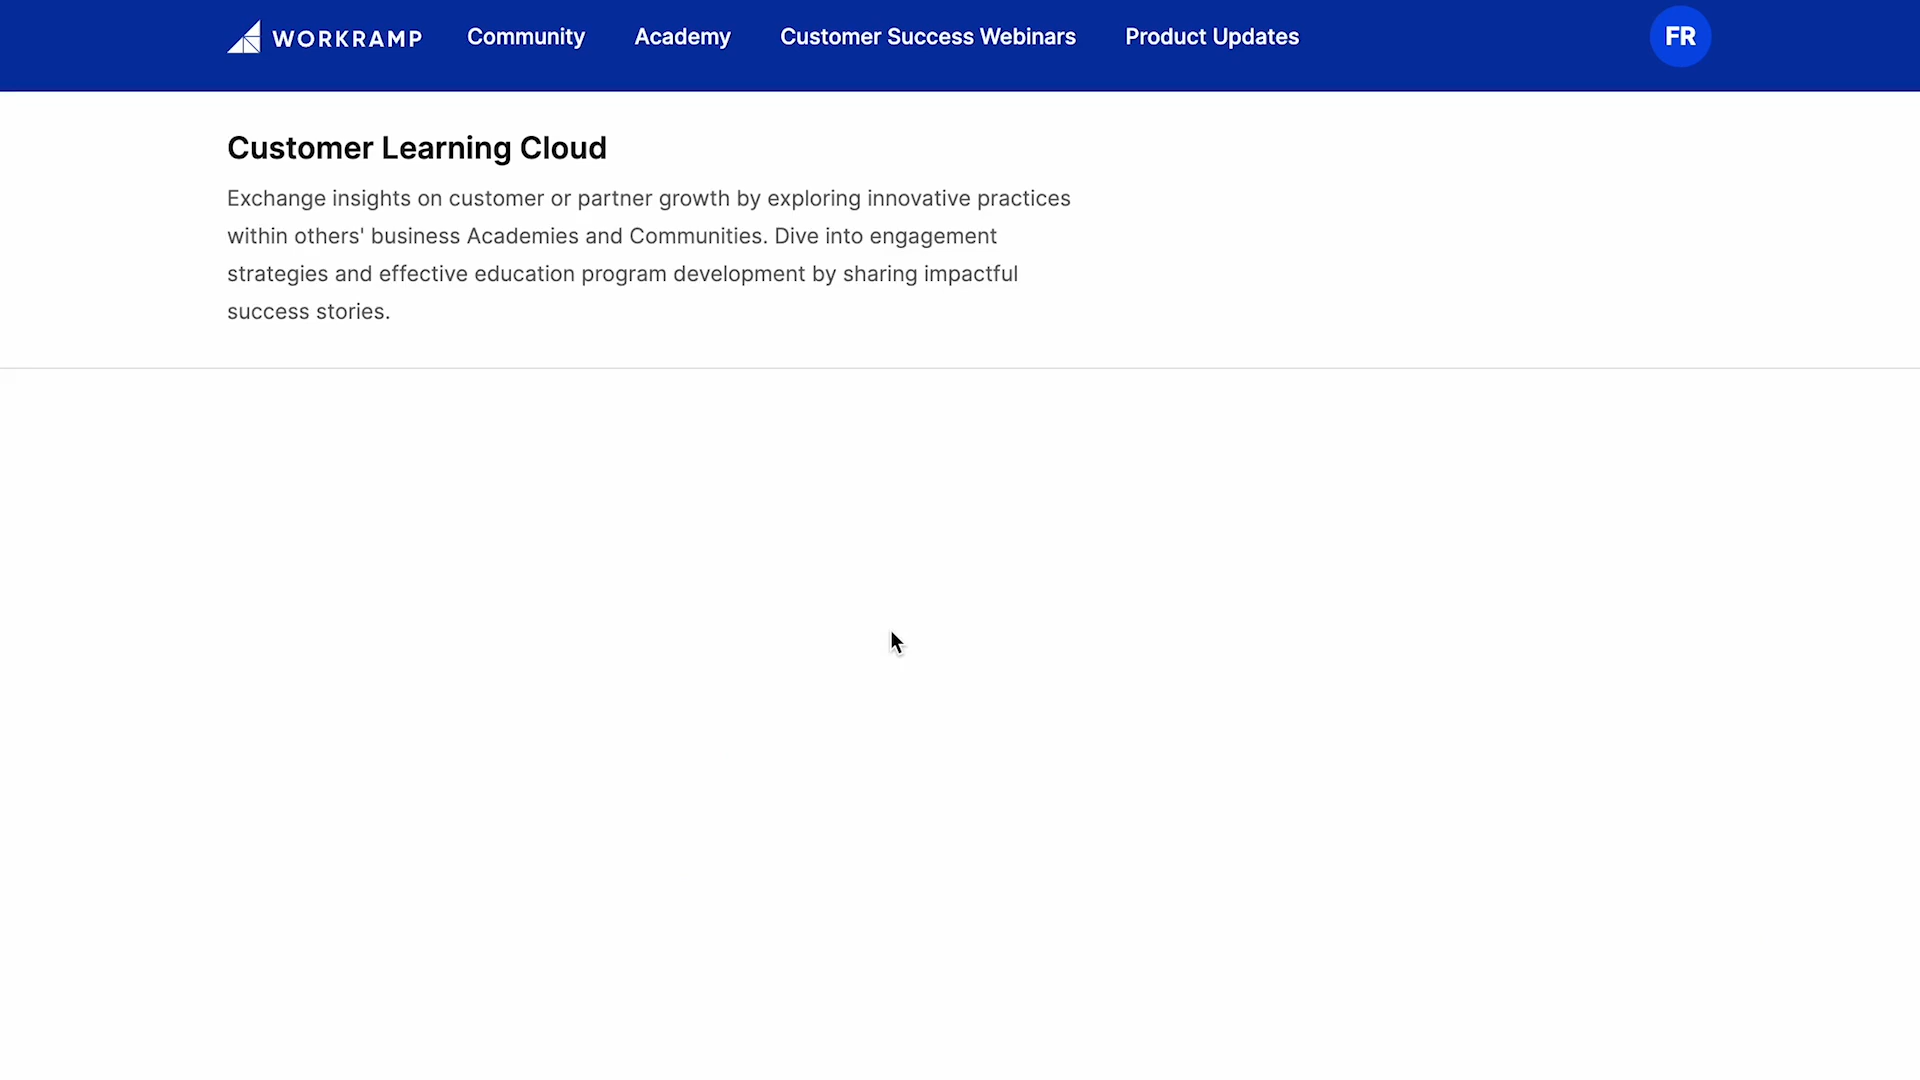 WORKRAMP Community Academy Customer Success Webinars Product Updates FR
Customer Learning Cloud
Exchange insights on customer or partner growth by exploring innovative practices
within others' business Academies and Communities. Dive into engagement
strategies and effective education program development by sharing impactful
success stories.